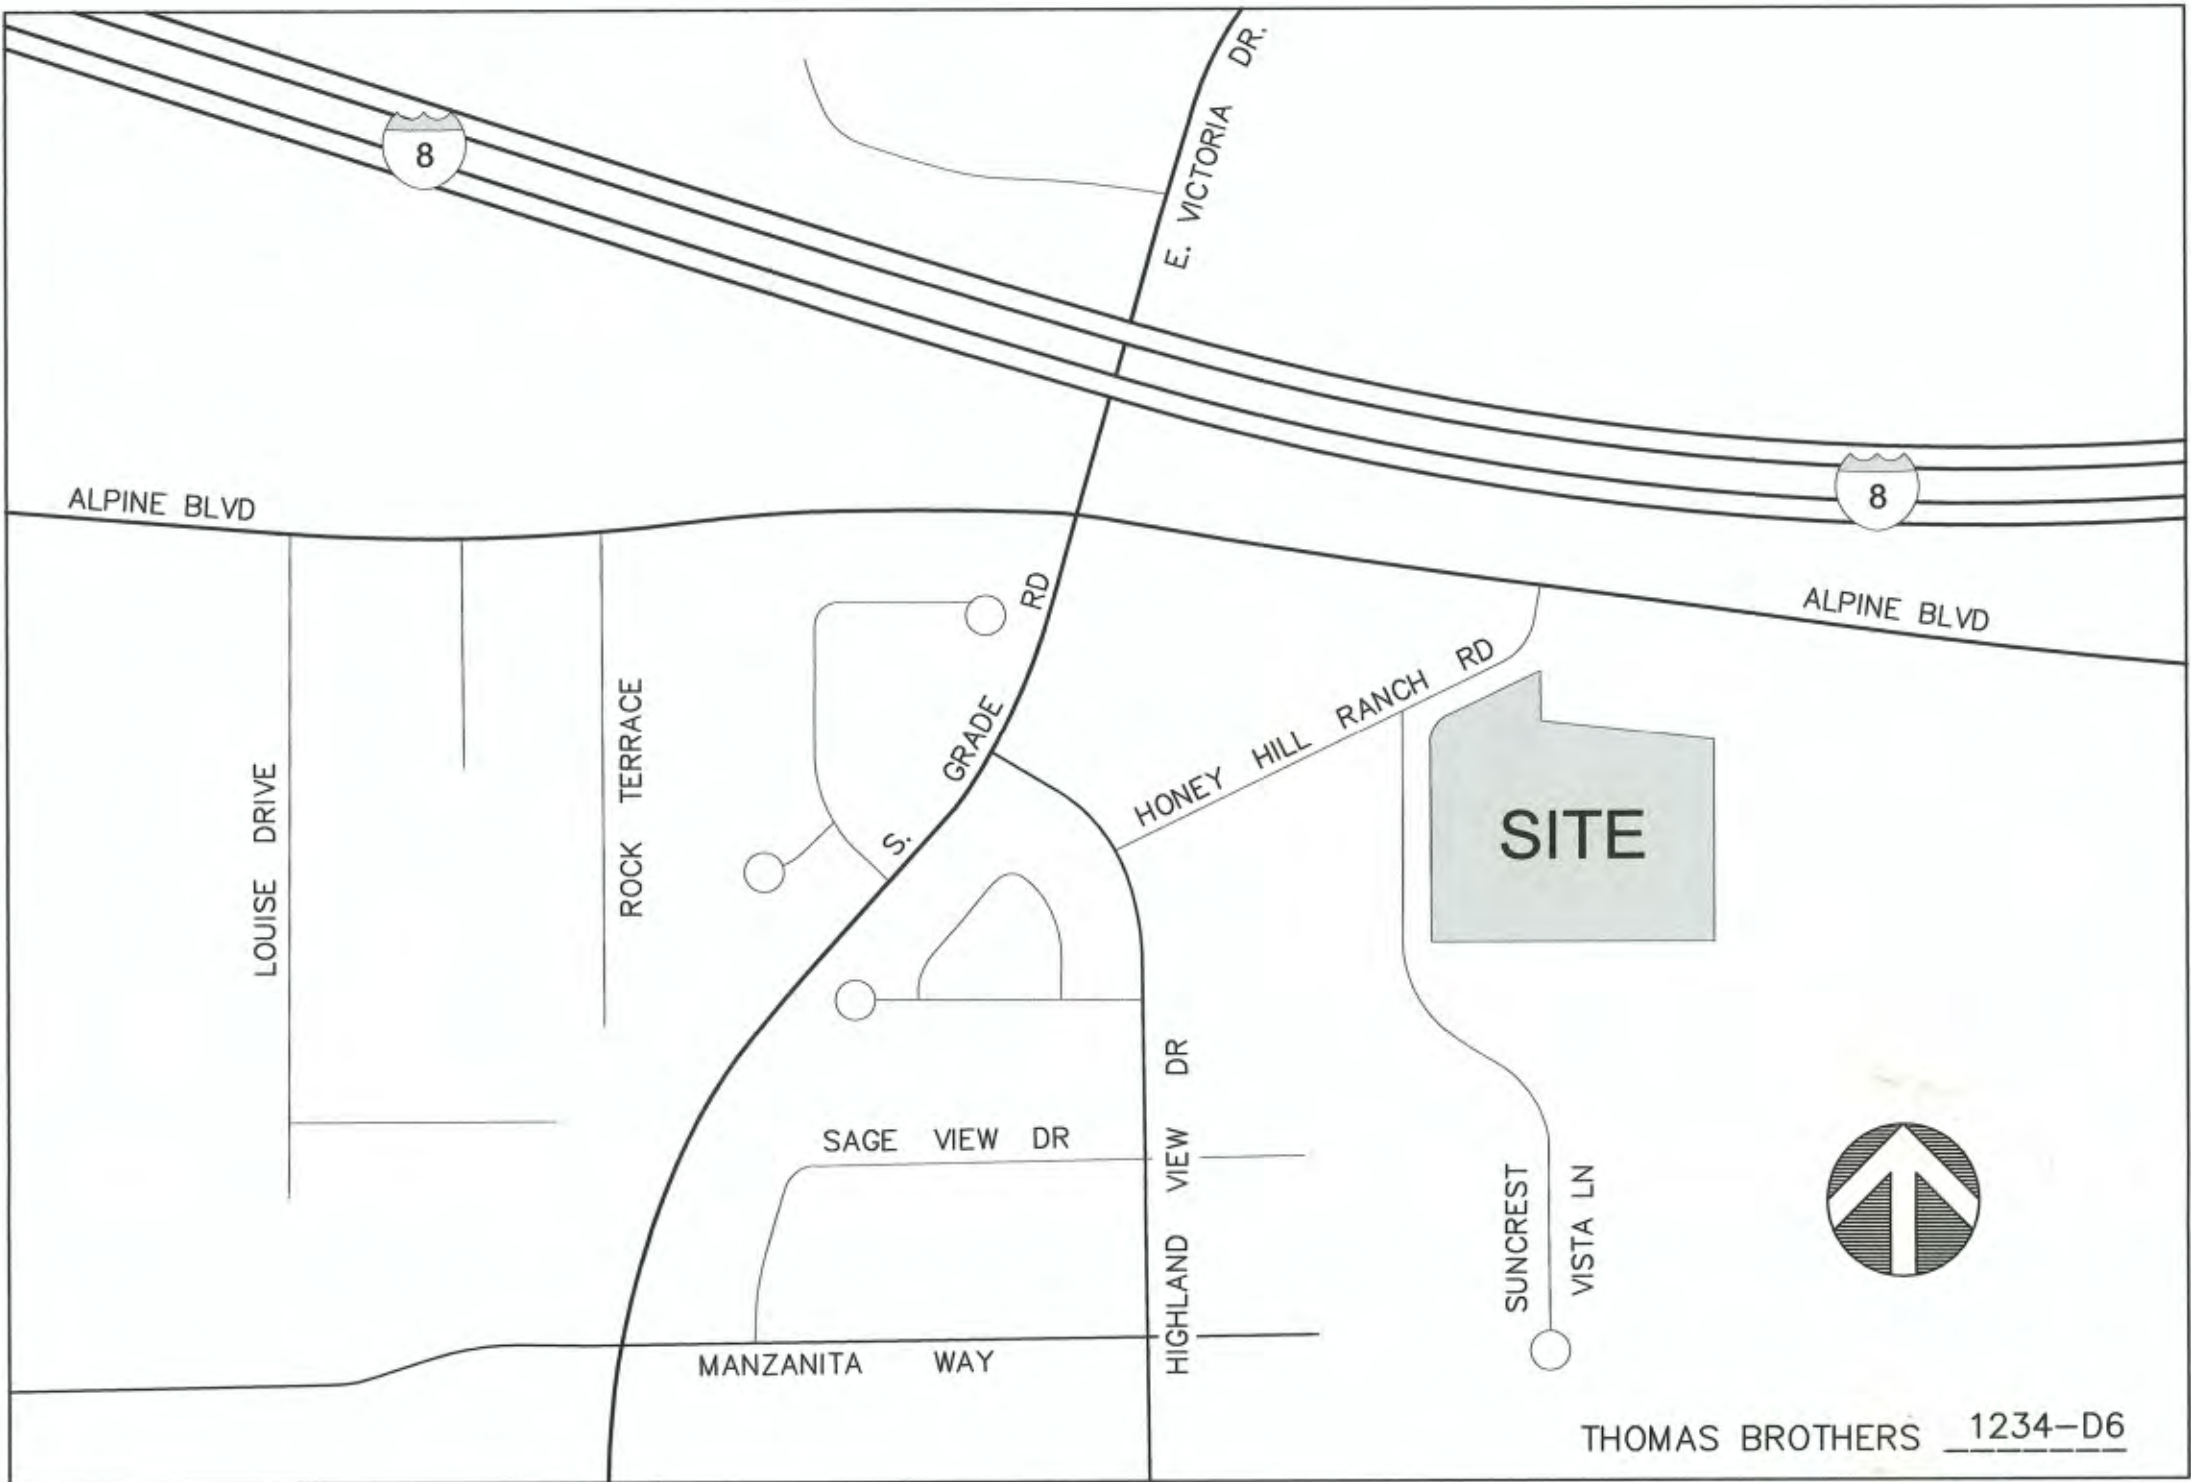 E. VICTORIA DR.
8
8
ALPINE BLVD
ALPINE BLVD
S. GRADE RD
HONEY HILL RANCH RD
LOUISE DRIVE
ROCK TERRACE
SITE
SAGE VIEW DR
HIGHLAND VIEW DR
SUNCREST
VISTA LN
MANZANITA WAY
THOMAS BROTHERS 1234-D6